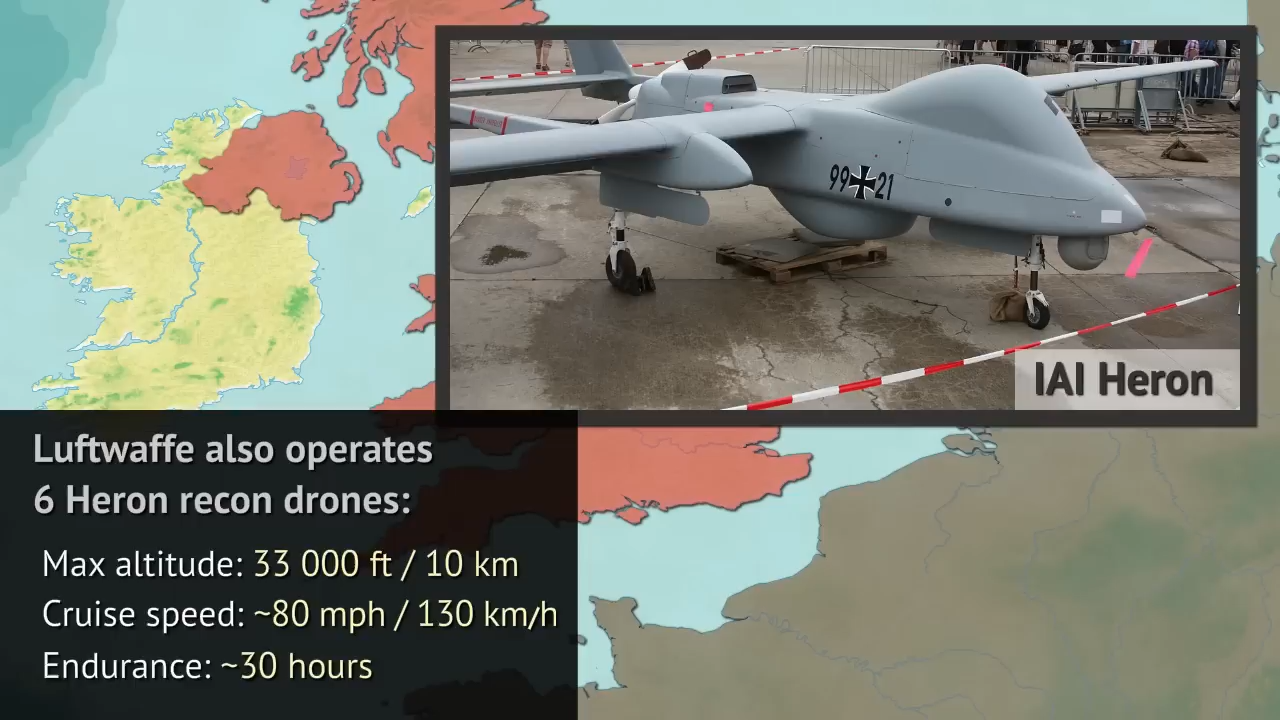 99 21
IAI Heron
Luftwaffe also operates
6 Heron recon drones:
Max altitude: 33 000 ft / 10 km
Cruise speed: ~80 mph / 130 km/h
Endurance: ~30 hours